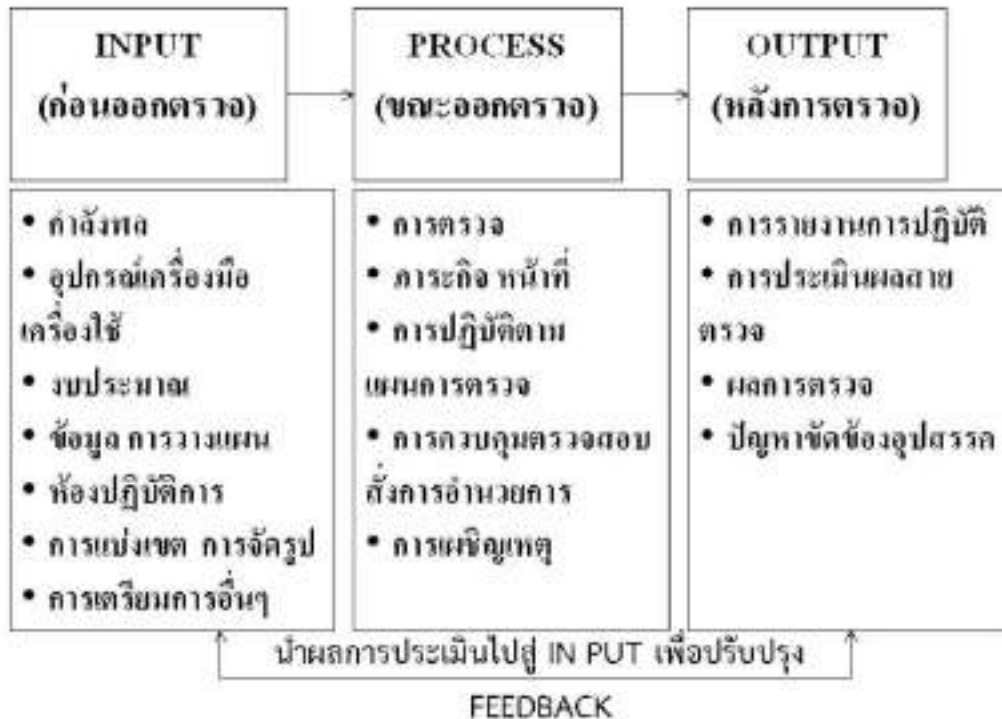 INPUT
(ก่อนออกตรวจ)
PROCESS
(ขณะออกตรวจ)
OUTPUT
(หลังการตรวจ)
• กำลังพล
• อุปกรณ์เครื่องมือ
เครื่องใช้
• งบประมาณ
• ข้อมูล การวางแผน
• ห้องปฏิบัติการ
• การแบ่งเขต การจัดรูป
• การเตรียมการอื่นๆ
• การตรวจ
• ภาระกิจ หน้าที่
• การปฏิบัติตาม
แผนการตรวจ
• การควบคุมตรวจสอบ
สั่งการอำนวยการ
• การเผชิญเหตุ
• การรายงานการปฏิบัติ
• การประเมินผลสาย
ตรวจ
• ผลการตรวจ
• ปัญหาขัดข้องอุปสรรค
นำผลการประเมินไปสู่ IN PUT เพื่อปรับปรุง
FEEDBACK